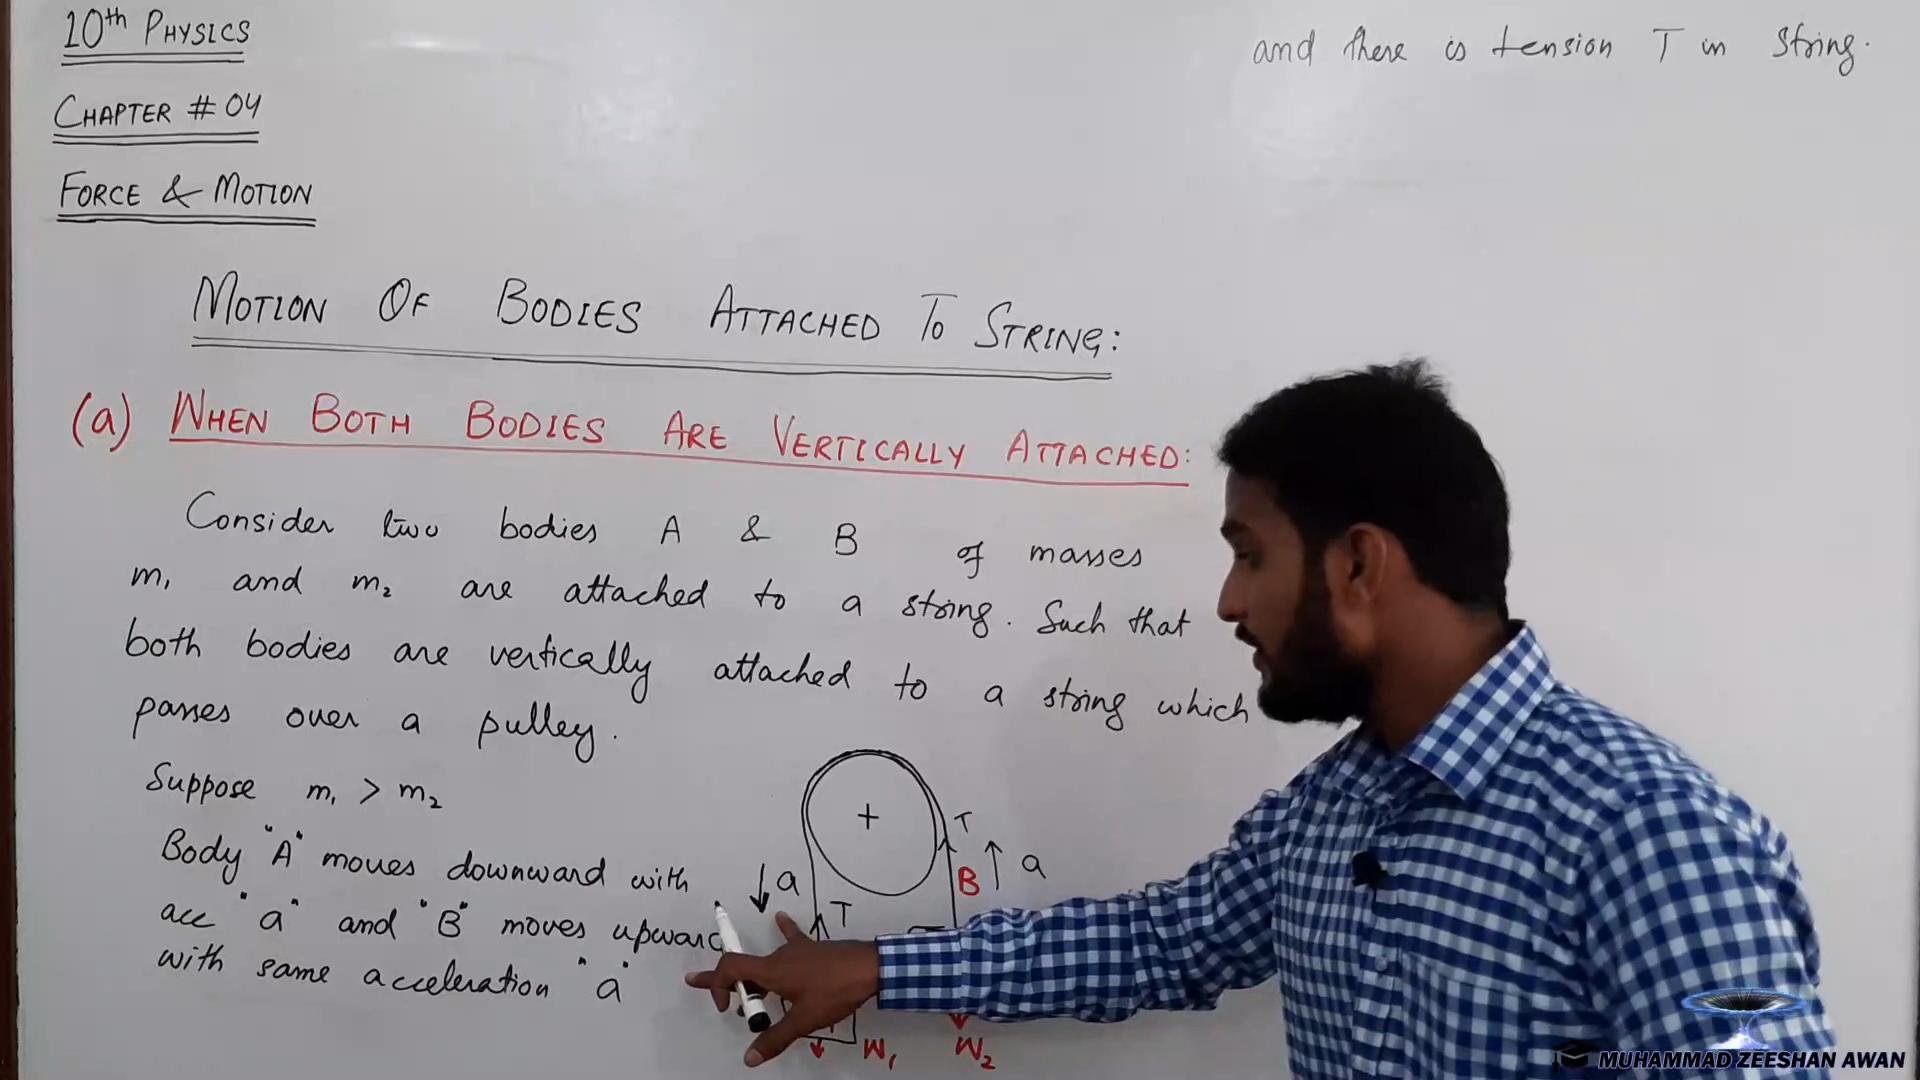 10th PHYSICS
CHAPTER # 04
FORCE & MOTION
and there is tension T in string.
MOTION OF BODIES ATTACHED TO STRING:
(a) WHEN BOTH BODIES ARE VERTICALLY ATTACHED:
Consider two bodies A & B of masses
m₁ and m₂ are attached to a string. Such that
both bodies are vertically attached to a string which
passes over a pulley.
Suppose m₁ > m₂
Body "A" moves downward with
acc "a" and "B" moves upward
with same acceleration "a"
+
T
a
B
a
T
W₁
W₂
MUHAMMAD ZEESHAN AWAN